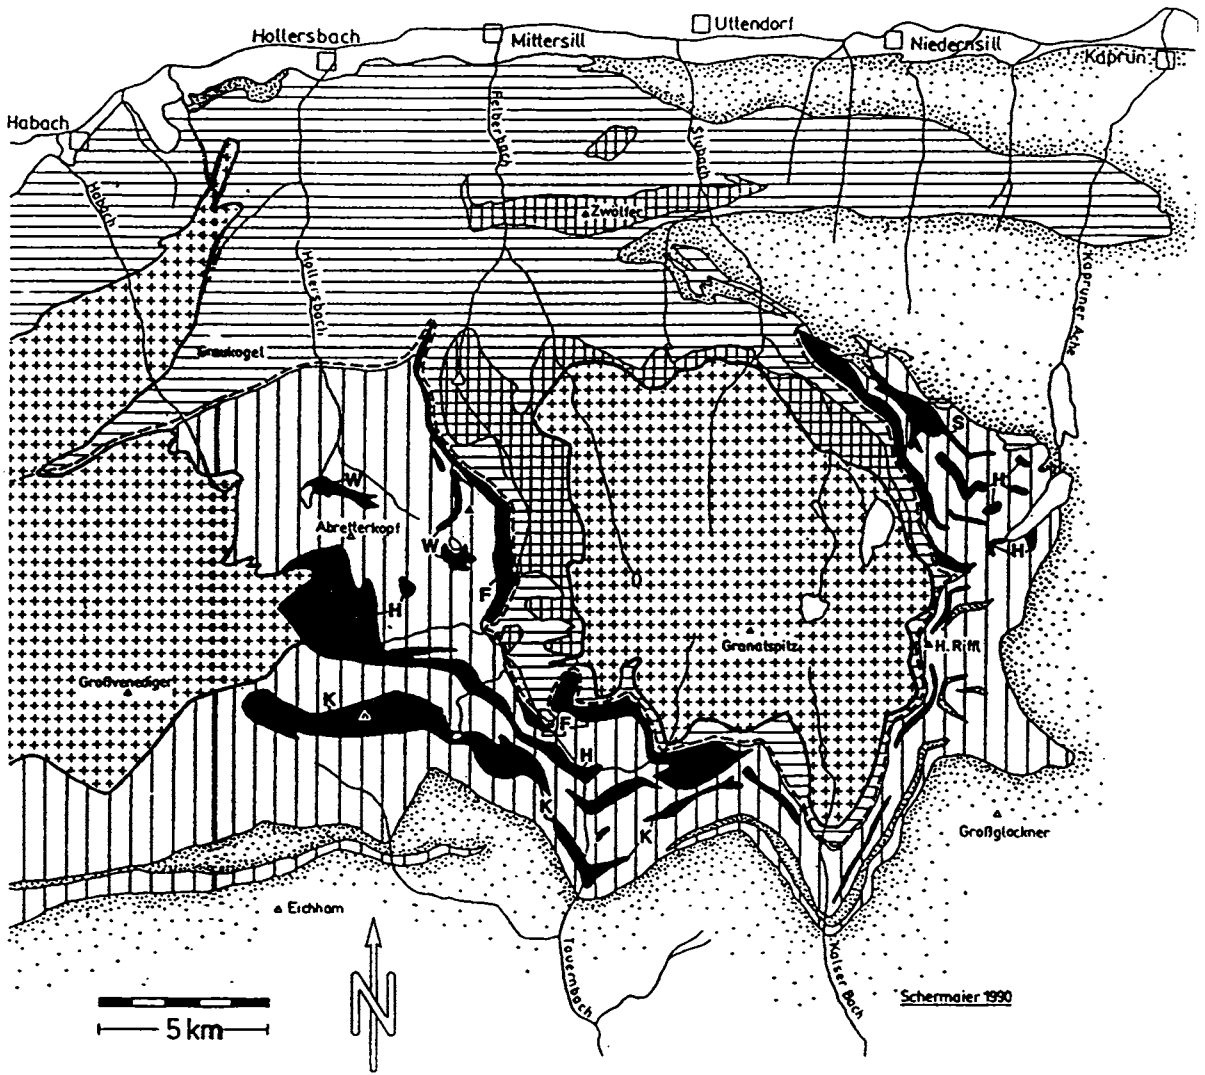 Uttendorf
Hollersbach
Mittersill
Niedernsill
Kaprun
Habach
Felberbach
Stubach
Habach
Zwölfer
Hollersbach
Kapruner Ache
Graukogel
S
W
H
Abretterkopf
W
H
F
H
Granatspitz
H. Riffl
Großvenediger
K
F
H
K
K
Großglockner
Eichham
Tauernbach
Kalser Bach
Schermaier 1990
N
5 km